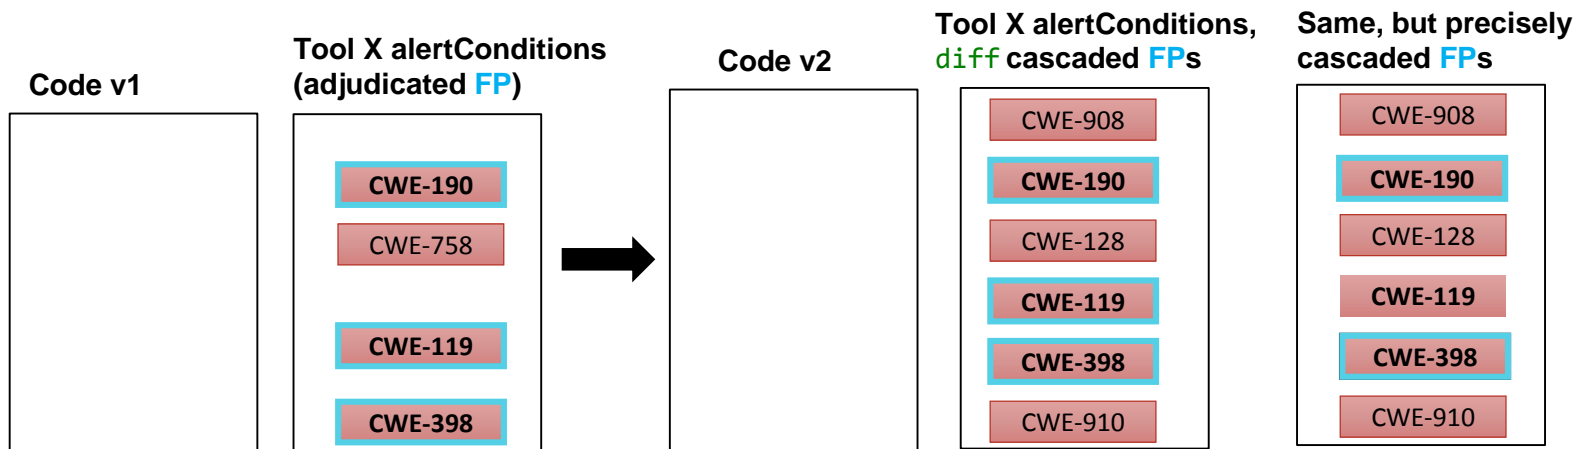 Code v1
Tool X alertConditions
(adjudicated FP)
CWE-190
CWE-758
CWE-119
CWE-398
Code v2
Tool X alertConditions,
diff cascaded FPs
CWE-908
CWE-190
CWE-128
CWE-119
CWE-398
CWE-910
Same, but precisely
cascaded FPs
CWE-908
CWE-190
CWE-128
CWE-119
CWE-398
CWE-910